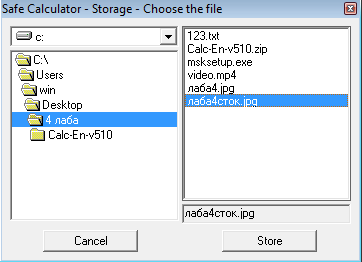 Safe Calculator - Storage - Choose the file
c:
C:\
Users
win
Desktop
4 лаба
Calc-En-v510
123.txt
Calc-En-v510.zip
msksetup.exe
video.mp4
лаба4.jpg
лаба4сток.jpg
лаба4сток.jpg
Cancel
Store